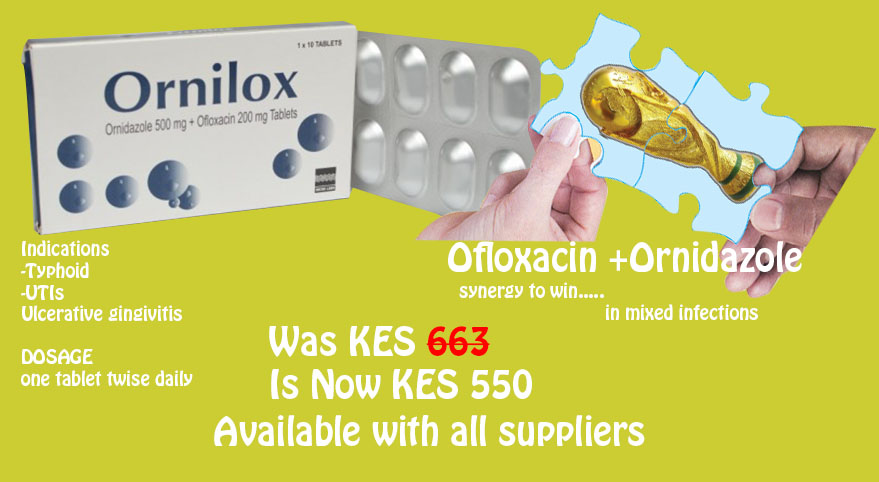 1 x 10 TABLETS
Ornilox
Ornidazole 500 mg + Ofloxacin 200 mg Tablets
MICRO LABS
Indications
-Typhoid
-UTIs
Ulcerative gingivitis
DOSAGE
one tablet twise daily
Ofloxacin +Ornidazole
synergy to win.....
in mixed infections
Was KES 663
Is Now KES 550
Available with all suppliers